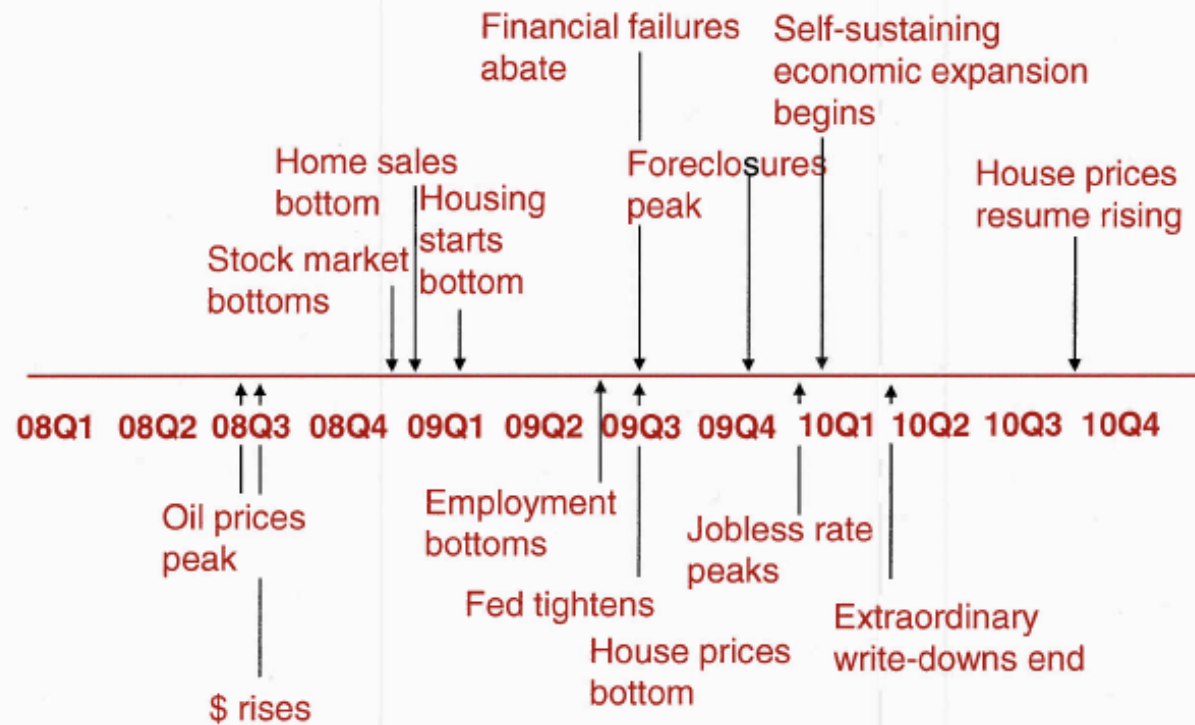 Financial failures
abate
Self-sustaining
economic expansion
begins
Home sales
bottom
Housing
starts
bottom
Foreclosures
peak
House prices
resume rising
Stock market
bottoms
08Q1 08Q2 08Q3 08Q4 09Q1 09Q2 09Q3 09Q4 10Q1 10Q2 10Q3 10Q4
Oil prices
peak
Employment
bottoms
Jobless rate
peaks
Fed tightens
Extraordinary
write-downs end
House prices
bottom
$ rises